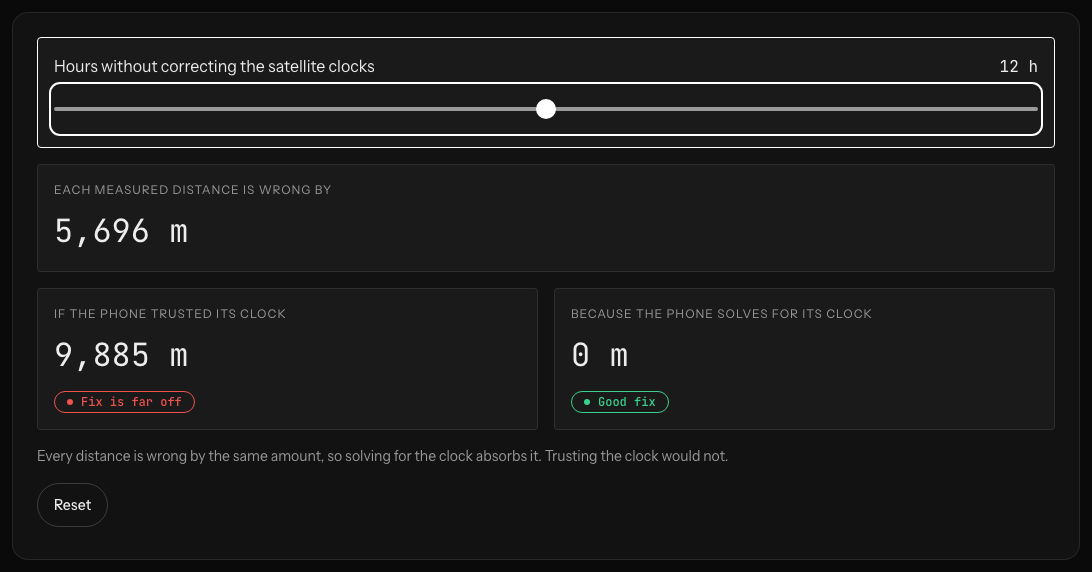 Hours without correcting the satellite clocks
12 h
EACH MEASURED DISTANCE IS WRONG BY
5,696 m
IF THE PHONE TRUSTED ITS CLOCK
9,885 m
Fix is far off
BECAUSE THE PHONE SOLVES FOR ITS CLOCK
0 m
Good fix
Every distance is wrong by the same amount, so solving for the clock absorbs it. Trusting the clock would not.
Reset